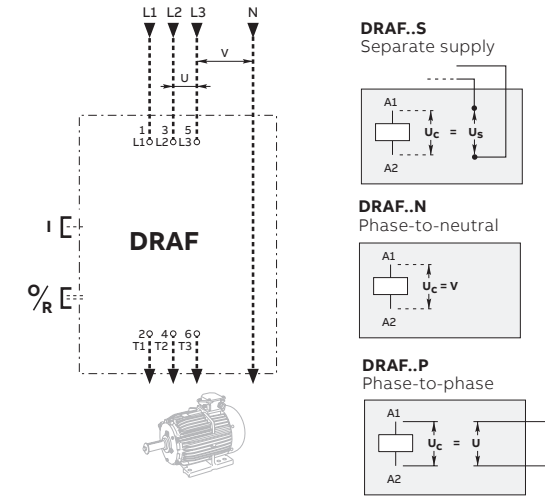 L1 L2 L3 N
V
U
1 3 5
L1 L2 L3
I
DRAF
O/R
2 4 6
T1 T2 T3
DRAF..S
Separate supply
A1
Uc = Us
A2
DRAF..N
Phase-to-neutral
A1
Uc = V
A2
DRAF..P
Phase-to-phase
A1
Uc = U
A2